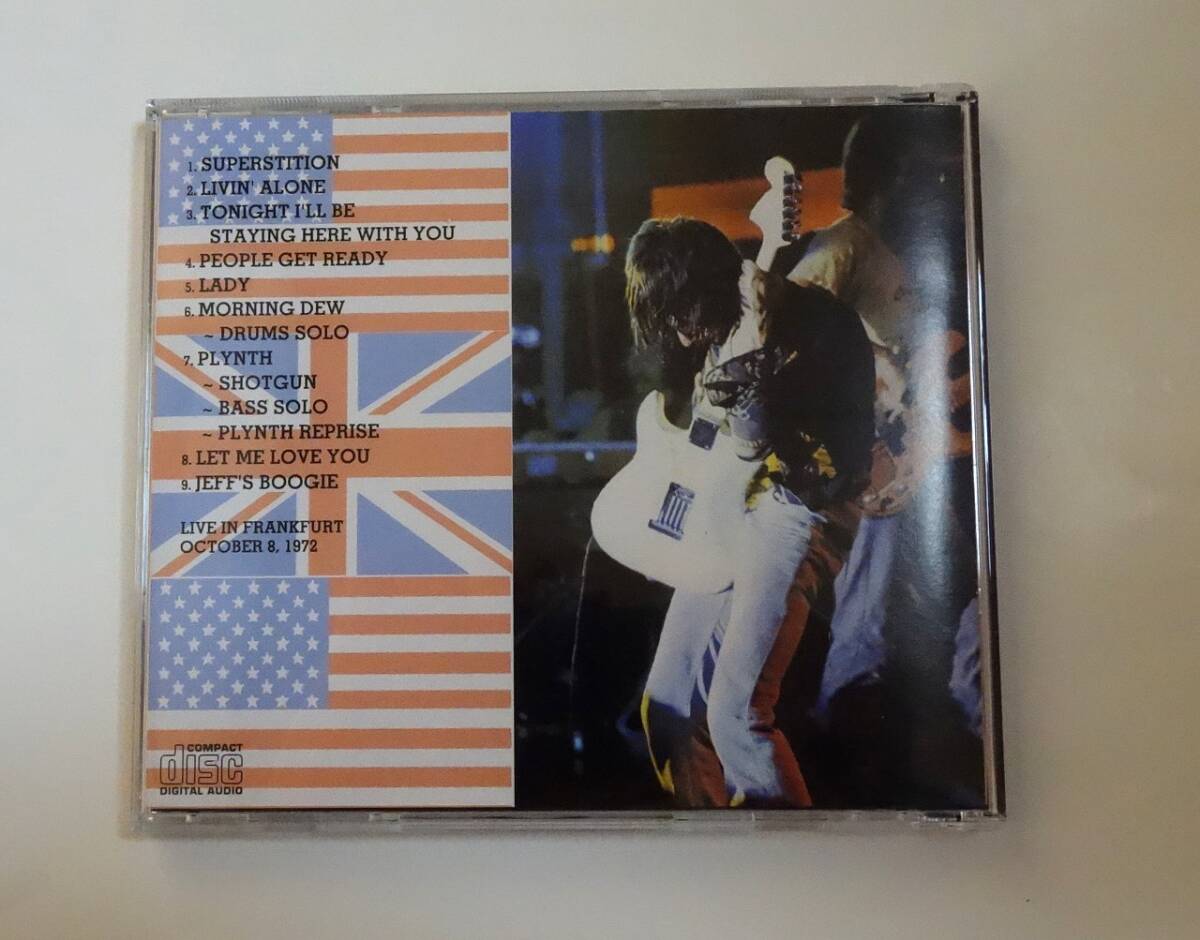 1. SUPERSTITION
2. LIVIN' ALONE
3. TONIGHT I'LL BE
STAYING HERE WITH YOU
4. PEOPLE GET READY
5. LADY
6. MORNING DEW
~ DRUMS SOLO
7. PLYNTH
~ SHOTGUN
~ BASS SOLO
~ PLYNTH REPRISE
8. LET ME LOVE YOU
9. JEFF'S BOOGIE
LIVE IN FRANKFURT
OCTOBER 8, 1972
COMPACT
disc
DIGITAL AUDIO